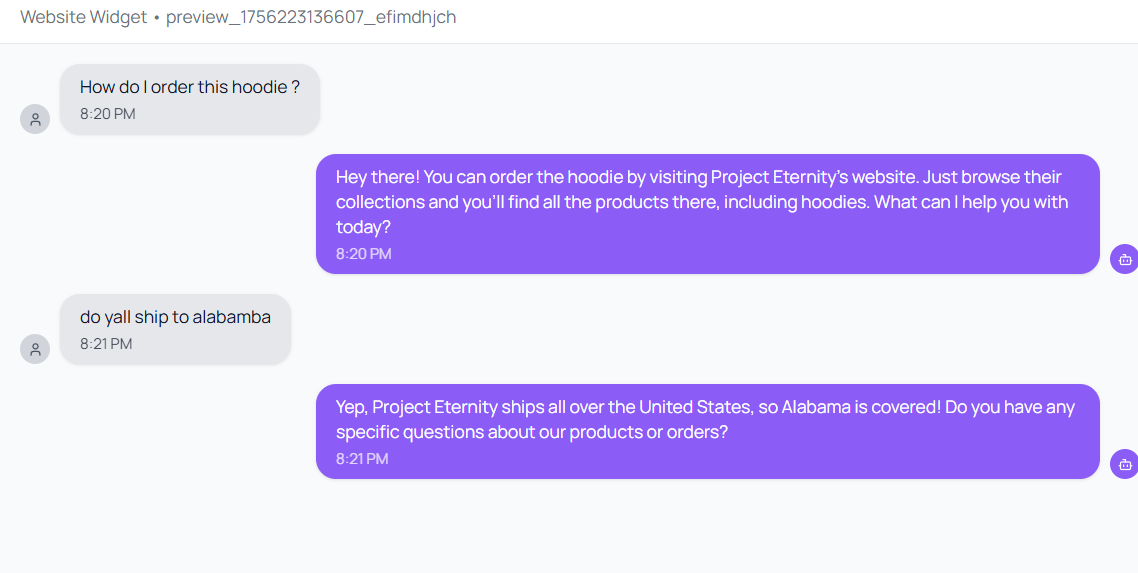 Website Widget • preview_1756223136607_efimdhjch
How do I order this hoodie ?
8:20 PM
Hey there! You can order the hoodie by visiting Project Eternity's website. Just browse their
collections and you'll find all the products there, including hoodies. What can I help you with
today?
8:20 PM
do yall ship to alabamba
8:21 PM
Yep, Project Eternity ships all over the United States, so Alabama is covered! Do you have any
specific questions about our products or orders?
8:21 PM